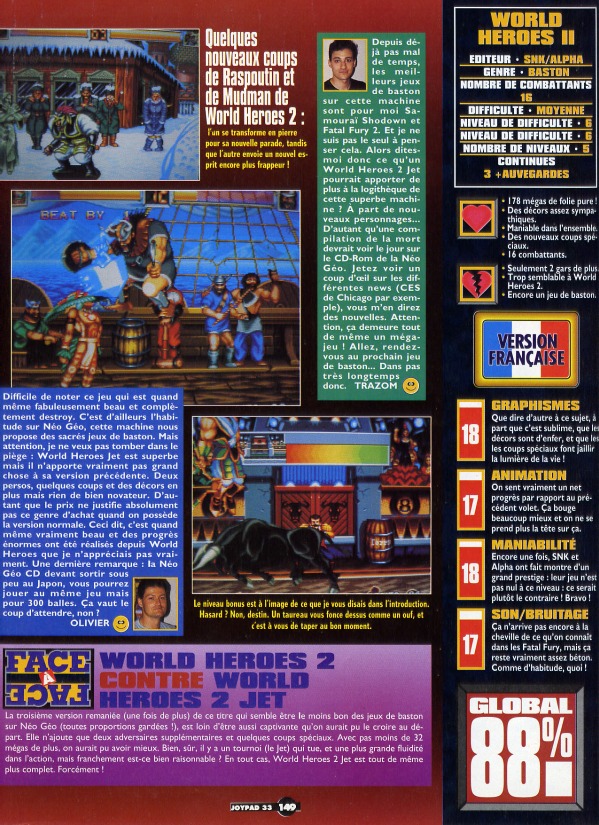 Quelques
nouveaux coups
de Raspoutin et
de Mudman de
World Heroes 2 :
l'un se transforme en pierre
pour sa nouvelle parade, tandis
que l'autre envoie un nouvel es-
prit encore plus frappeur !
BEAT BY
Depuis dé-
jà pas mal
de temps,
les meil-
leurs jeux
de baston
sur cette machine
sont pour moi Sa-
mouraï Shodown et
Fatal Fury 2. Et je ne
suis pas le seul à pen-
ser cela. Alors dites-
moi donc ce qu'un
World Heroes 2 Jet
pourrait apporter de
plus à la logithèque de
cette superbe machi-
ne ? A part de nou-
veaux personnages...
D'autant qu'une com-
pilation de la mort
devrait voir le jour sur
le CD-Rom de la Néo
Géo. Jetez voir un
coup d'œil sur les dif-
férentes news (CES
de Chicago par exem-
ple), vous m'en direz
des nouvelles. Atten-
tion, ça demeure tout
de même un méga-
jeu ! Allez, rendez-
vous au prochain jeu
de baston... Dans pas
très longtemps
donc. TRAZOM
Difficile de noter ce jeu qui est quand
même fabuleusement beau et complè-
tement destroy. C'est d'ailleurs l'habi-
tude sur Néo Géo, cette machine nous
propose des sacrés jeux de baston. Mais
attention, je ne veux pas tomber dans le
piège : World Heroes Jet est superbe
mais il n'apporte vraiment pas grand
chose à sa version précédente. Deux
persos, quelques coups et des décors en
plus mais rien de bien novateur. D'au-
tant que le prix ne justifie absolument
pas ce genre d'achat quand on possède
la version normale. Ceci dit, c'est quand
même vraiment beau et des progrès
énormes ont été réalisés depuis World
Heroes que je n'appréciais pas vrai-
ment. Une dernière remarque : la Néo
Géo CD devant sortir sous
peu au Japon, vous pourrez
jouer au même jeu mais
pour 300 balles. Ça vaut le
coup d'attendre, non ?
OLIVIER
Le niveau bonus est à l'image de ce que je vous disais dans l'introduction.
Hasard ? Non, destin. Un taureau vous fonce dessus comme un ouf, et
c'est à vous de taper au bon moment.
FACE
A
FACE
WORLD HEROES 2
CONTRE WORLD
HEROES 2 JET
La troisième version remaniée (une fois de plus) de ce titre qui semble être le moins bon des jeux de baston
sur Néo Géo (toutes proportions gardées !), est loin d'être aussi captivante qu'on aurait pu le croire au dé-
part. Elle n'ajoute que deux adversaires supplémentaires et quelques coups spéciaux. Avec pas moins de 32
mégas de plus, on aurait pu avoir mieux. Bien, sûr, il y a un tournoi (le Jet) qui tue, et une plus grande fluidité
dans l'action, mais franchement est-ce bien raisonnable ? En tout cas, World Heroes 2 Jet est tout de même
plus complet. Forcément !
WORLD
HEROES II
EDITEUR • SNK/ALPHA
GENRE • BASTON
NOMBRE DE COMBATTANTS
16
DIFFICULTE • MOYENNE
NIVEAU DE DIFFICULTE • 6
NIVEAU DE DIFFICULTE • 6
NOMBRE DE NIVEAUX • 5
CONTINUES
3 +AUVEGARDES
• 178 mégas de folie pure !
• Des décors assez sympa-
thiques.
• Maniable dans l'ensemble.
• Des nouveaux coups spé-
ciaux.
• 16 combattants.
• Seulement 2 gars de plus.
• Trop semblable à World
Heroes 2.
• Encore un jeu de baston.
VERSION
FRANÇAISE
GRAPHISMES
18
Que dire d'autre à ce sujet, à
part que c'est sublime, que les
décors sont d'enfer, et que les
les coups spéciaux font jaillir
la lumière de la vie !
ANIMATION
17
On sent vraiment un net
progrès par rapport au pré-
cédent volet. Ça bouge
beaucoup mieux et on ne se
prend plus la tête sur ça.
MANIABILITÉ
18
Encore une fois, SNK et
Alpha ont fait montre d'un
grand prestige : leur jeu n'est
pas nul à ce niveau : ce serait
plutôt le contraire ! Bravo !
SON/BRUITAGE
17
Ça n'arrive pas encore à la
cheville de ce qu'on connaît
dans les Fatal Fury, mais ça
reste vraiment assez béton.
Comme d'habitude, quoi !
GLOBAL
88%
JOYPAD 33 149